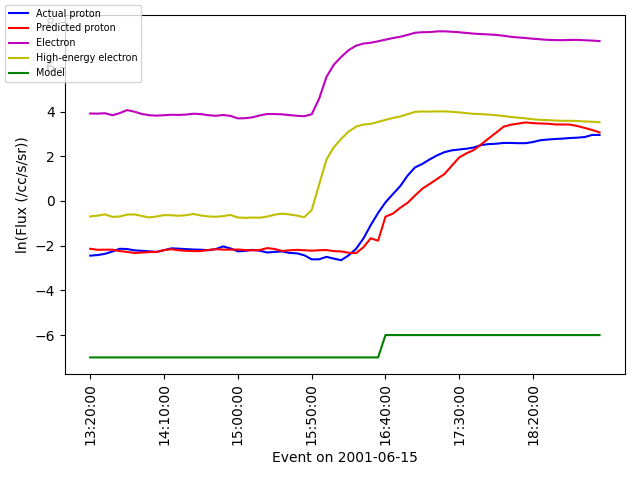 Actual proton
Predicted proton
Electron
High-energy electron
Model
8
6
4
2
0
−2
−4
−6
ln(Flux (/cc/s/sr))
13:20:00
14:10:00
15:00:00
15:50:00
16:40:00
17:30:00
18:20:00
Event on 2001-06-15